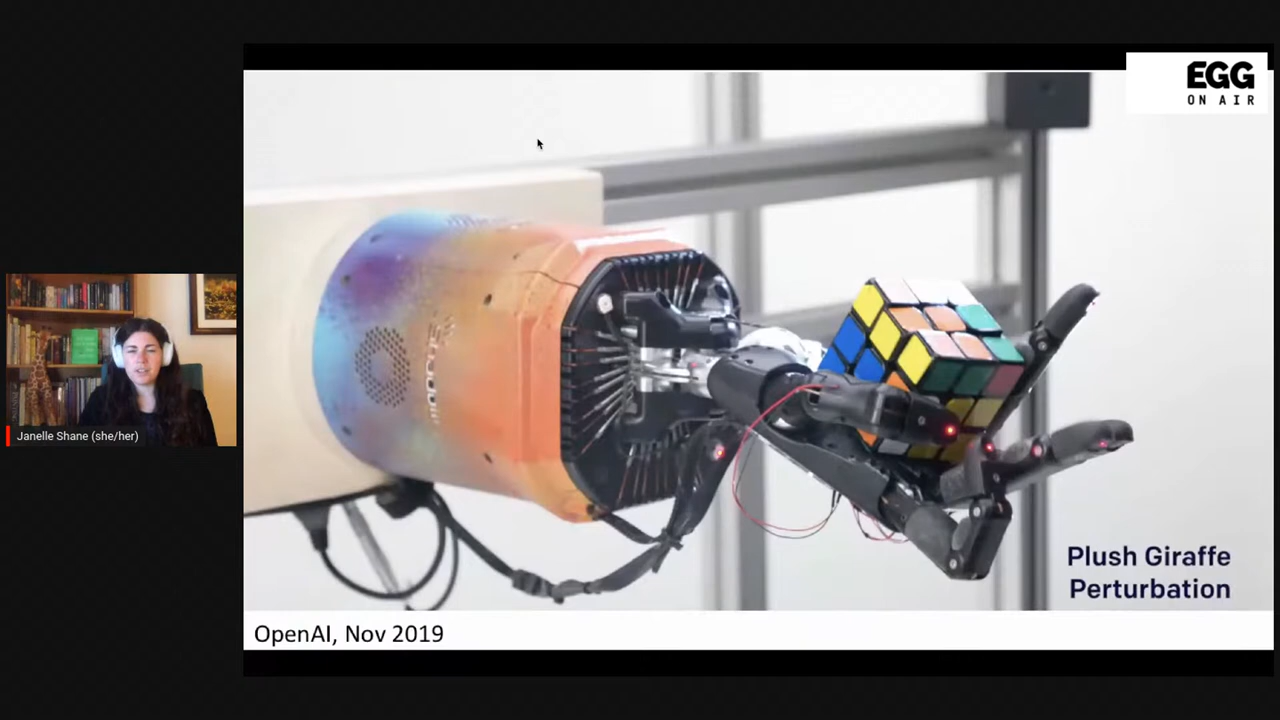 EGG
ON AIR
Janelle Shane (she/her)
Plush Giraffe
Perturbation
OpenAI, Nov 2019